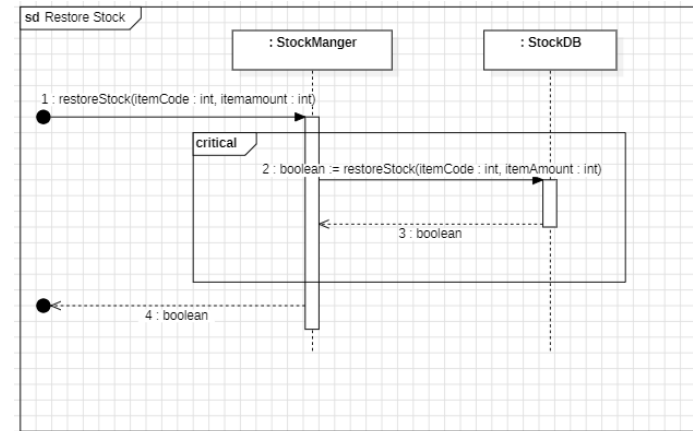 sd Restore Stock
: StockManger
: StockDB
1 : restoreStock(itemCode : int, itemamount : int)
critical
2 : boolean := restoreStock(itemCode : int, itemAmount : int)
3 : boolean
4 : boolean